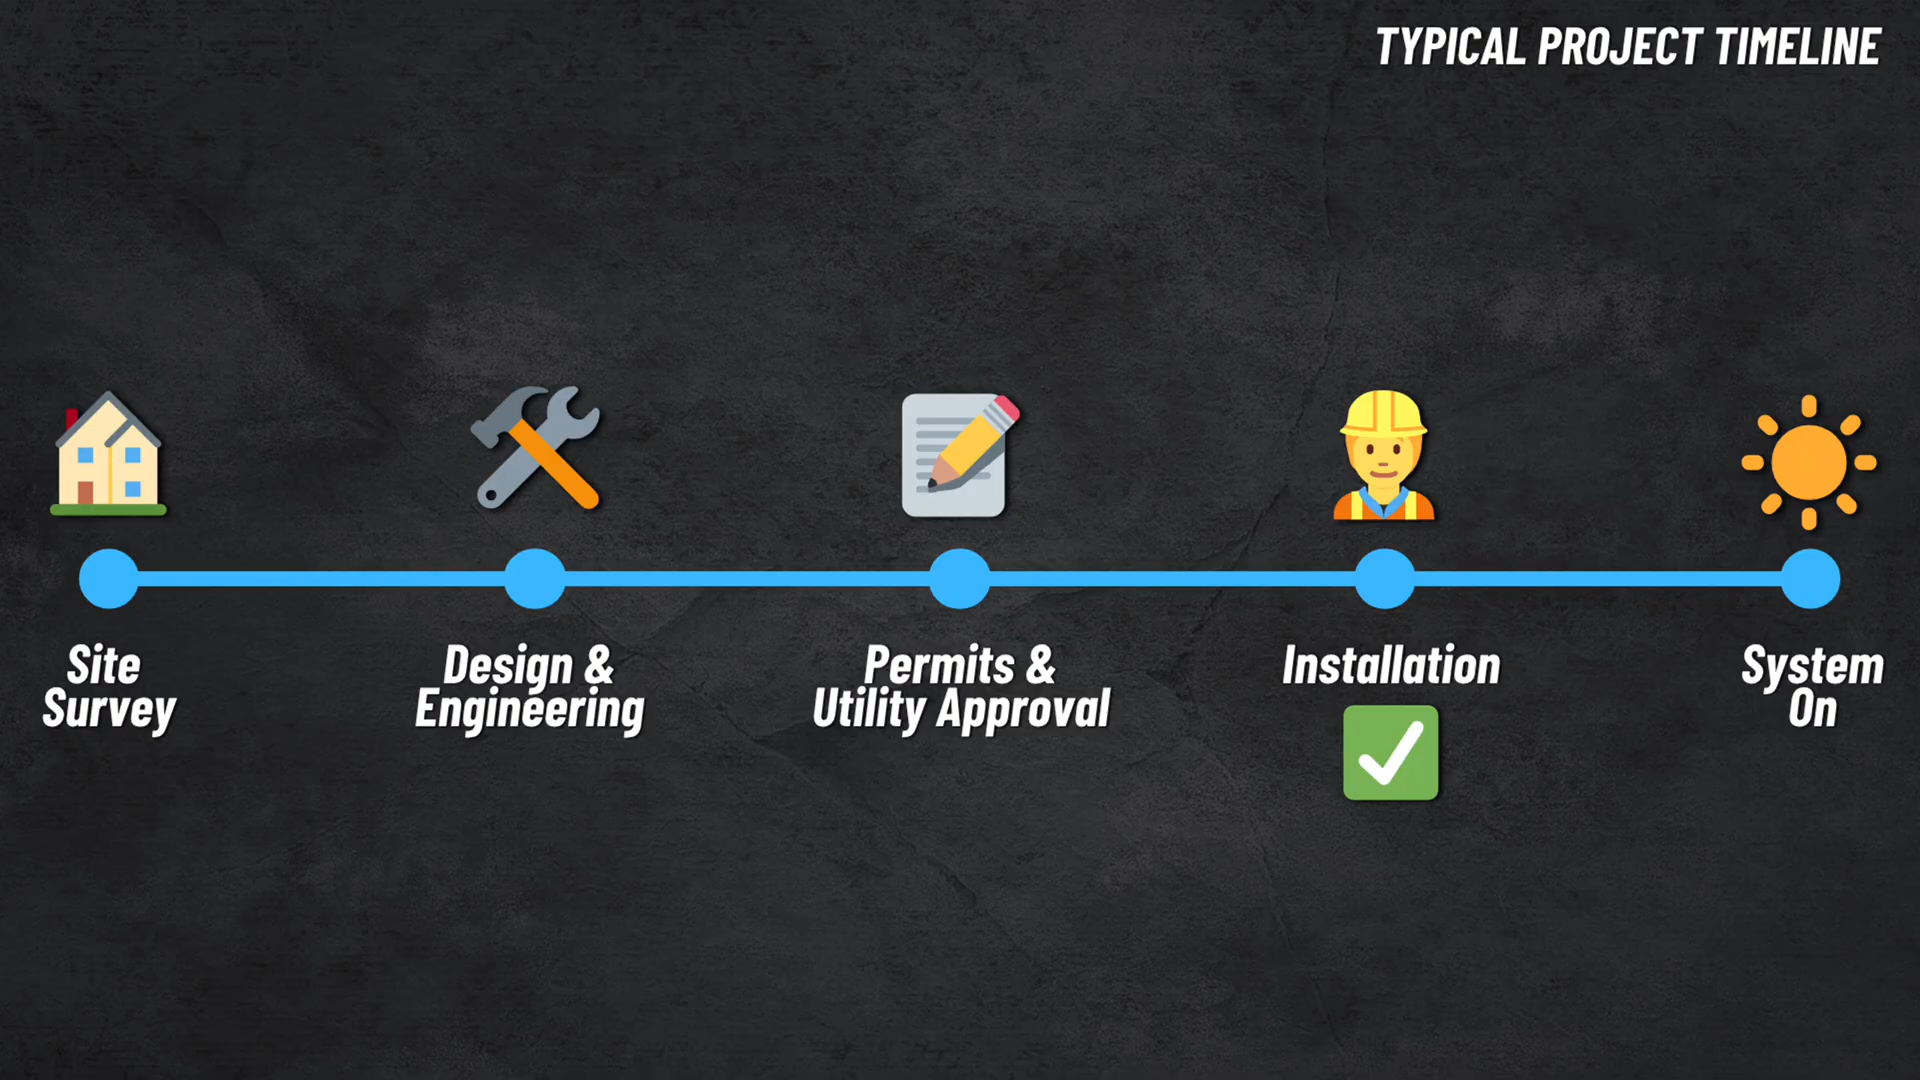 TYPICAL PROJECT TIMELINE
Site
Survey
Design &
Engineering
Permits &
Utility Approval
Installation
System
On